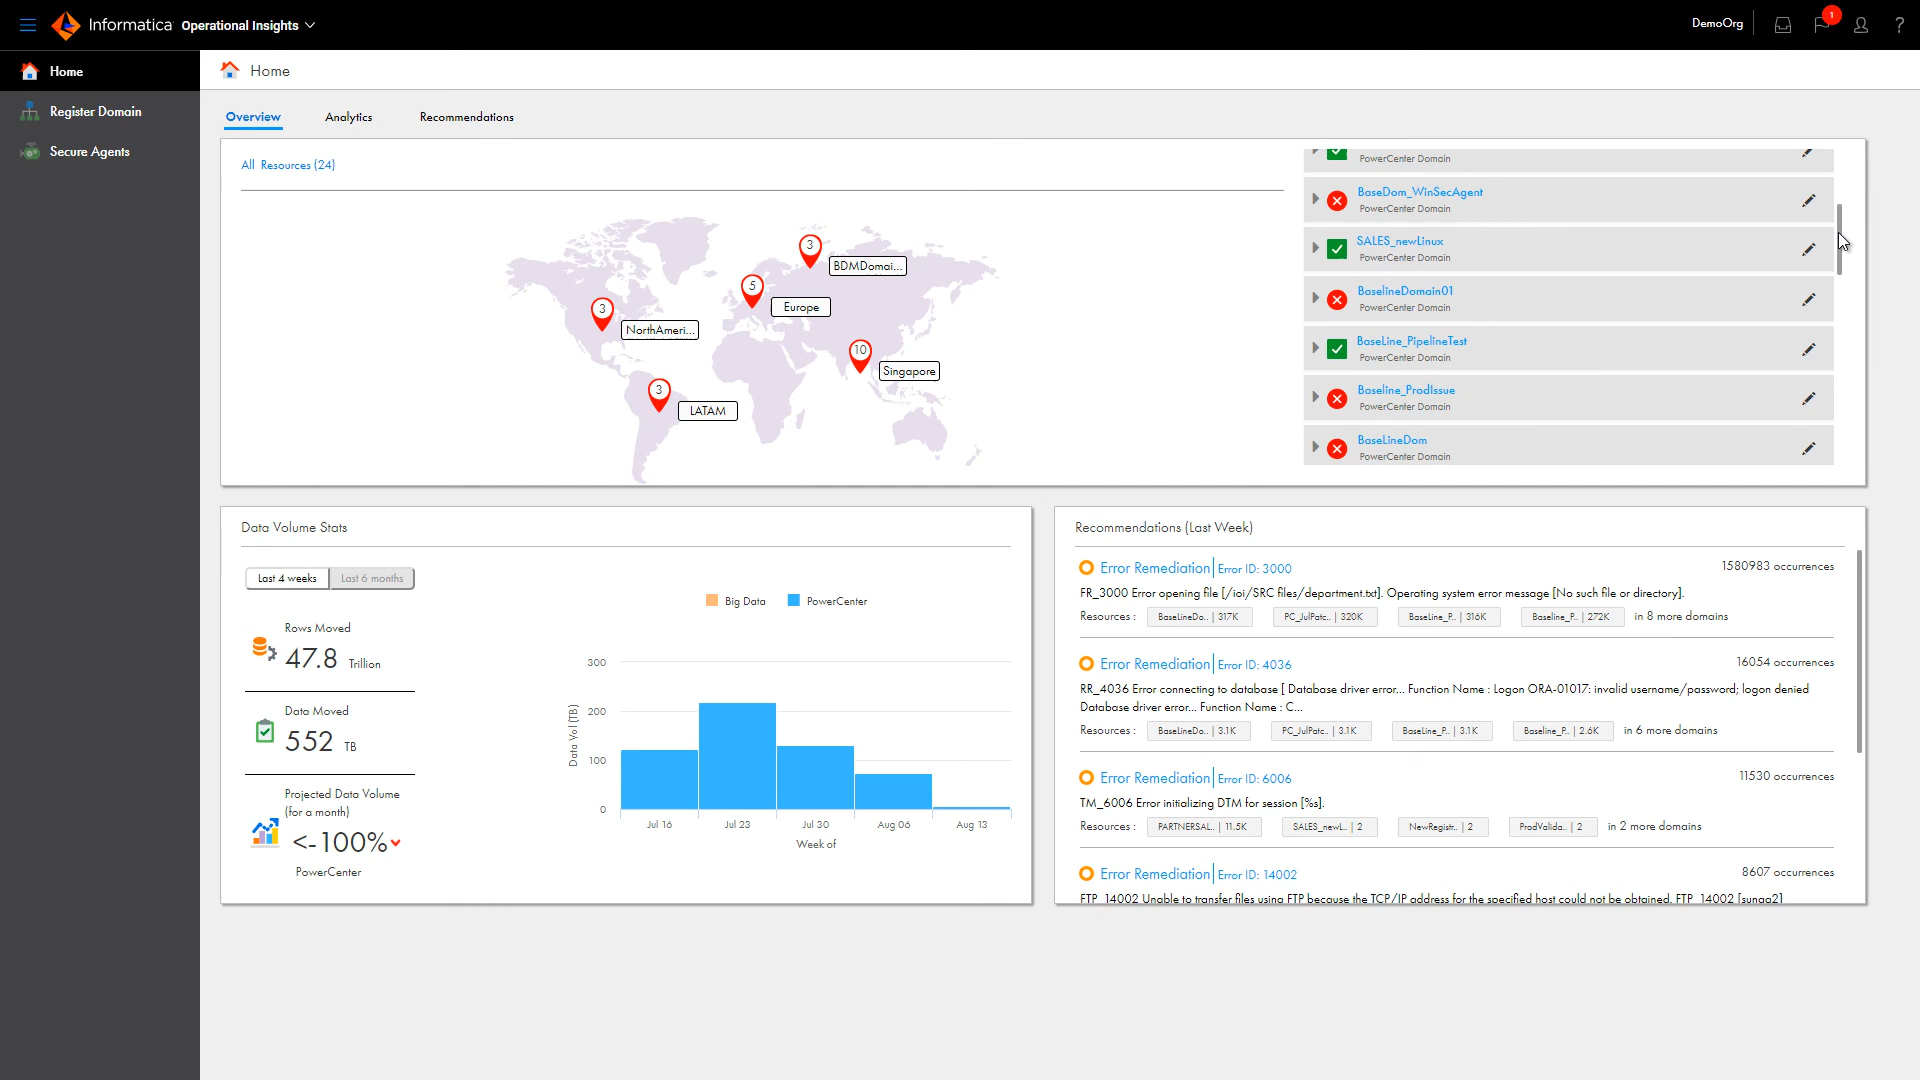 Informatica Operational Insights
DemoOrg
1
?
Home
Register Domain
Secure Agents
Home
Overview
Analytics
Recommendations
All Resources (24)
3
BDMDomai...
5
Europe
3
NorthAmeri...
10
Singapore
3
LATAM
PowerCenter Domain
BaseDom_WinSecAgent
PowerCenter Domain
SALES_newLinux
PowerCenter Domain
BaselineDomain01
PowerCenter Domain
BaseLine_PipelineTest
PowerCenter Domain
Baseline_ProdIssue
PowerCenter Domain
BaseLineDom
PowerCenter Domain
Data Volume Stats
Last 4 weeks
Last 6 months
Rows Moved
47.8 Trillion
Data Moved
552 TB
Projected Data Volume
(for a month)
<-100%
PowerCenter
Big Data
PowerCenter
Data Vol (TB)
300
200
100
0
Jul 16
Jul 23
Jul 30
Aug 06
Aug 13
Week of
Recommendations (Last Week)
Error Remediation Error ID: 3000
1580983 occurrences
FR_3000 Error opening file [/ioi/SRC files/department.txt]. Operating system error message [No such file or directory].
Resources : BaseLineDo.. | 317K PC_JulPatc.. | 320K BaseLine_P.. | 316K Baseline_P.. | 272K in 8 more domains
Error Remediation Error ID: 4036
16054 occurrences
RR_4036 Error connecting to database [ Database driver error... Function Name : Logon ORA-01017: invalid username/password; logon denied
Database driver error... Function Name : C...
Resources : BaseLineDo.. | 3.1K PC_JulPatc.. | 3.1K BaseLine_P.. | 3.1K Baseline_P.. | 2.6K in 6 more domains
Error Remediation Error ID: 6006
11530 occurrences
TM_6006 Error initializing DTM for session [%s].
Resources : PARTNERSAL.. | 11.5K SALES_newL.. | 2 NewRegistr.. | 2 ProdValida.. | 2 in 2 more domains
Error Remediation Error ID: 14002
8607 occurrences
FTP_14002 Unable to transfer files using FTP because the TCP/IP address for the specified host could not be obtained. FTP_14002 [sunqa2]